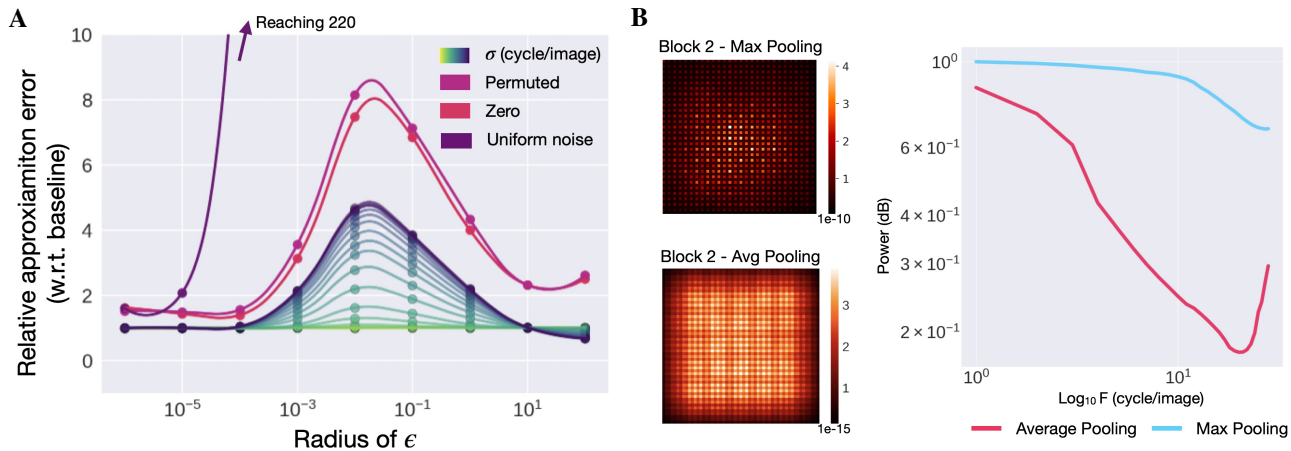 A
Reaching 220
10
8
6
4
2
0
Relative approxiamiton error
(w.r.t. baseline)
σ (cycle/image)
Permuted
Zero
Uniform noise
10⁻⁵
10⁻³
10⁻¹
10¹
Radius of ϵ
B
Block 2 - Max Pooling
4
3
2
1
1e-10
Block 2 - Avg Pooling
3
2
1
1e-15
10⁰
6 × 10⁻¹
4 × 10⁻¹
3 × 10⁻¹
2 × 10⁻¹
Power (dB)
10⁰
10¹
Log₁₀ F (cycle/image)
Average Pooling
Max Pooling